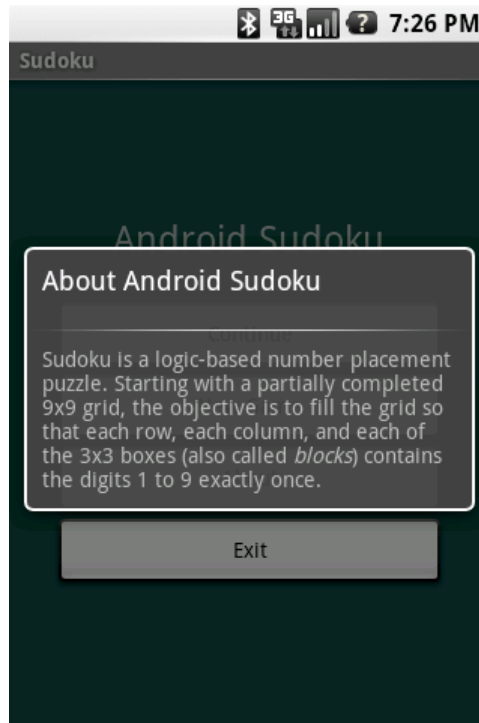 3G
7:26 PM
Sudoku
Android Sudoku
About Android Sudoku
Continue
Sudoku is a logic-based number placement
puzzle. Starting with a partially completed
9x9 grid, the objective is to fill the grid so
that each row, each column, and each of
the 3x3 boxes (also called blocks) contains
the digits 1 to 9 exactly once.
Exit